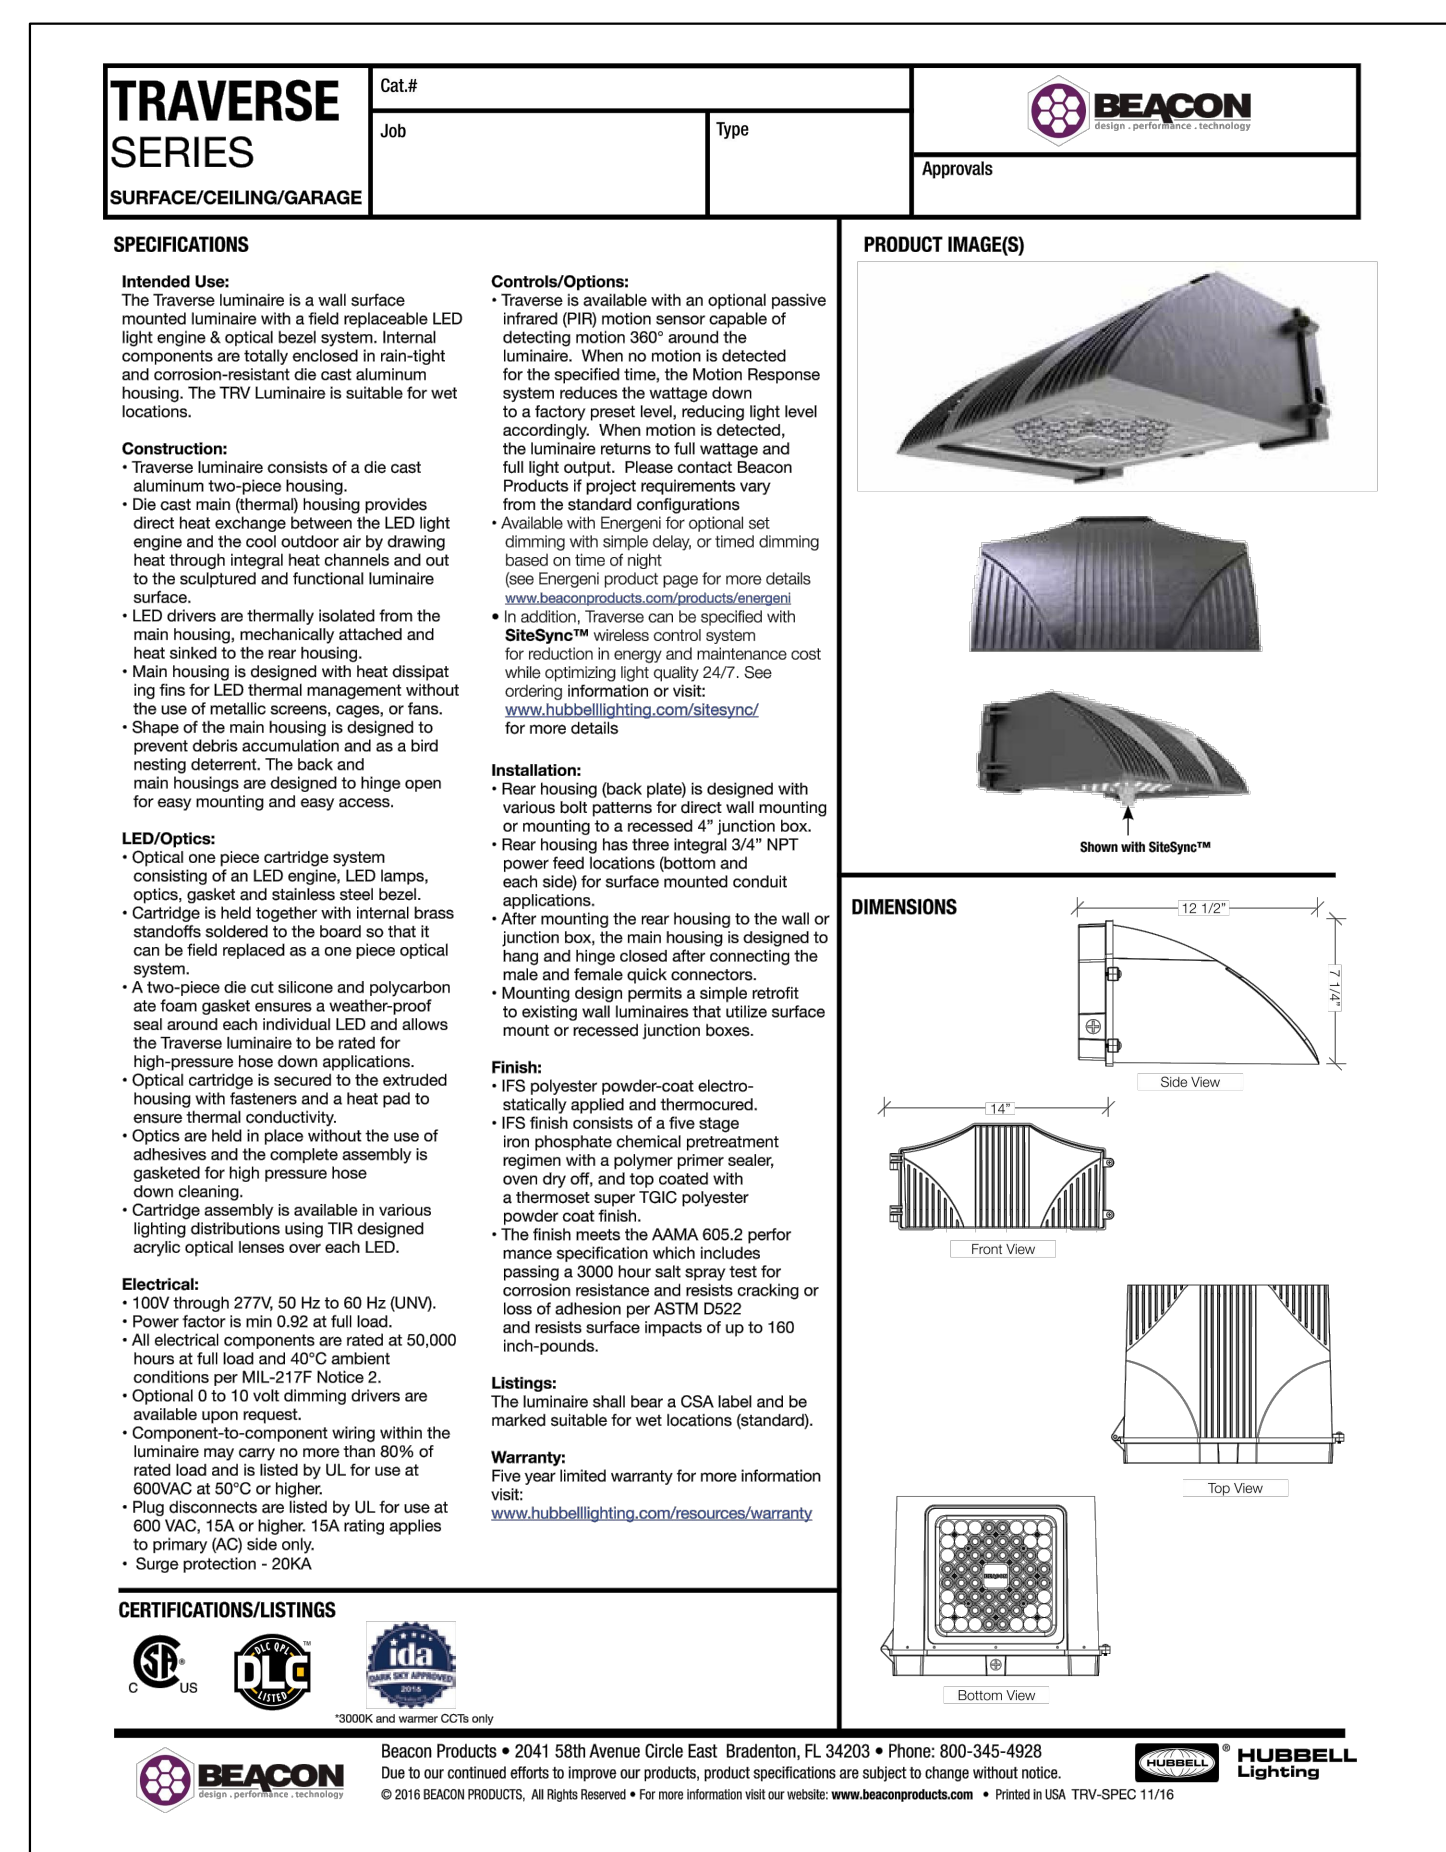 TRAVERSE
SERIES
SURFACE/CEILING/GARAGE
Cat.#
Job
Type
BEACON
design . performance . technology
Approvals
SPECIFICATIONS
Intended Use:
The Traverse luminaire is a wall surface
mounted luminaire with a field replaceable LED
light engine & optical bezel system. Internal
components are totally enclosed in rain-tight
and corrosion-resistant die cast aluminum
housing. The TRV Luminaire is suitable for wet
locations.
Construction:
• Traverse luminaire consists of a die cast
aluminum two-piece housing.
• Die cast main (thermal) housing provides
direct heat exchange between the LED light
engine and the cool outdoor air by drawing
heat through integral heat channels and out
to the sculptured and functional luminaire
surface.
• LED drivers are thermally isolated from the
main housing, mechanically attached and
heat sinked to the rear housing.
• Main housing is designed with heat dissipat
ing fins for LED thermal management without
the use of metallic screens, cages, or fans.
• Shape of the main housing is designed to
prevent debris accumulation and as a bird
nesting deterrent. The back and
main housings are designed to hinge open
for easy mounting and easy access.
LED/Optics:
• Optical one piece cartridge system
consisting of an LED engine, LED lamps,
optics, gasket and stainless steel bezel.
• Cartridge is held together with internal brass
standoffs soldered to the board so that it
can be field replaced as a one piece optical
system.
• A two-piece die cut silicone and polycarbon
ate foam gasket ensures a weather-proof
seal around each individual LED and allows
the Traverse luminaire to be rated for
high-pressure hose down applications.
• Optical cartridge is secured to the extruded
housing with fasteners and a heat pad to
ensure thermal conductivity.
• Optics are held in place without the use of
adhesives and the complete assembly is
gasketed for high pressure hose
down cleaning.
• Cartridge assembly is available in various
lighting distributions using TIR designed
acrylic optical lenses over each LED.
Electrical:
• 100V through 277V, 50 Hz to 60 Hz (UNV).
• Power factor is min 0.92 at full load.
• All electrical components are rated at 50,000
hours at full load and 40°C ambient
conditions per MIL-217F Notice 2.
• Optional 0 to 10 volt dimming drivers are
available upon request.
• Component-to-component wiring within the
luminaire may carry no more than 80% of
rated load and is listed by UL for use at
600VAC at 50°C or higher.
• Plug disconnects are listed by UL for use at
600 VAC, 15A or higher. 15A rating applies
to primary (AC) side only.
• Surge protection - 20KA
Controls/Options:
• Traverse is available with an optional passive
infrared (PIR) motion sensor capable of
detecting motion 360° around the
luminaire. When no motion is detected
for the specified time, the Motion Response
system reduces the wattage down
to a factory preset level, reducing light level
accordingly. When motion is detected,
the luminaire returns to full wattage and
full light output. Please contact Beacon
Products if project requirements vary
from the standard configurations
• Available with Energeni for optional set
dimming with simple delay, or timed dimming
based on time of night
(see Energeni product page for more details
www.beaconproducts.com/products/energeni
• In addition, Traverse can be specified with
SiteSync™ wireless control system
for reduction in energy and maintenance cost
while optimizing light quality 24/7. See
ordering information or visit:
www.hubbelllighting.com/sitesync/
for more details
Installation:
• Rear housing (back plate) is designed with
various bolt patterns for direct wall mounting
or mounting to a recessed 4” junction box.
• Rear housing has three integral 3/4” NPT
power feed locations (bottom and
each side) for surface mounted conduit
applications.
• After mounting the rear housing to the wall or
junction box, the main housing is designed to
hang and hinge closed after connecting the
male and female quick connectors.
• Mounting design permits a simple retrofit
to existing wall luminaires that utilize surface
mount or recessed junction boxes.
Finish:
• IFS polyester powder-coat electro-
statically applied and thermocured.
• IFS finish consists of a five stage
iron phosphate chemical pretreatment
regimen with a polymer primer sealer,
oven dry off, and top coated with
a thermoset super TGIC polyester
powder coat finish.
• The finish meets the AAMA 605.2 perfor
mance specification which includes
passing a 3000 hour salt spray test for
corrosion resistance and resists cracking or
loss of adhesion per ASTM D522
and resists surface impacts of up to 160
inch-pounds.
Listings:
The luminaire shall bear a CSA label and be
marked suitable for wet locations (standard).
Warranty:
Five year limited warranty for more information
visit:
www.hubbelllighting.com/resources/warranty
PRODUCT IMAGE(S)
Shown with SiteSync™
DIMENSIONS
12 1/2”
7 1/4”
Side View
14”
Front View
Top View
BEACON
Bottom View
CERTIFICATIONS/LISTINGS
SA ®
C US
DLC QPL ™
DLC
LISTED
ida
DARK SKY APPROVED
*3000K and warmer CCTs only
BEACON
design . performance . technology
Beacon Products • 2041 58th Avenue Circle East Bradenton, FL 34203 • Phone: 800-345-4928
Due to our continued efforts to improve our products, product specifications are subject to change without notice.
© 2016 BEACON PRODUCTS, All Rights Reserved • For more information visit our website: www.beaconproducts.com • Printed in USA TRV-SPEC 11/16
HUBBELL ®
HUBBELL
Lighting